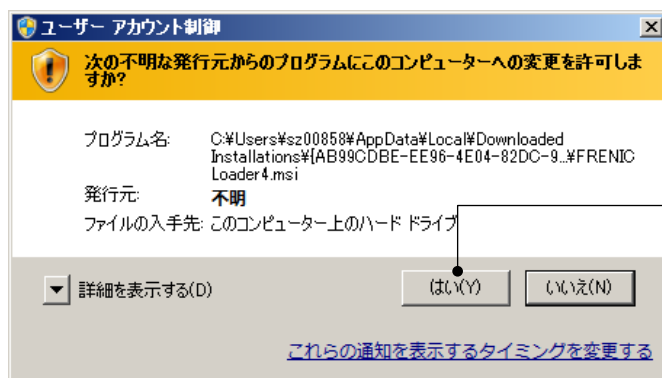 ユーザー アカウント制御
次の不明な発行元からのプログラムにこのコンピューターへの変更を許可しま
すか?
プログラム名: C:¥Users¥sz00858¥AppData¥Local¥Downloaded
Installations¥{AB99CDBE-EE96-4E04-82DC-9...¥FRENIC
Loader4.msi
発行元: 不明
ファイルの入手先: このコンピューター上のハード ドライブ
詳細を表示する(D)
はい(Y) いいえ(N)
これらの通知を表示するタイミングを変更する